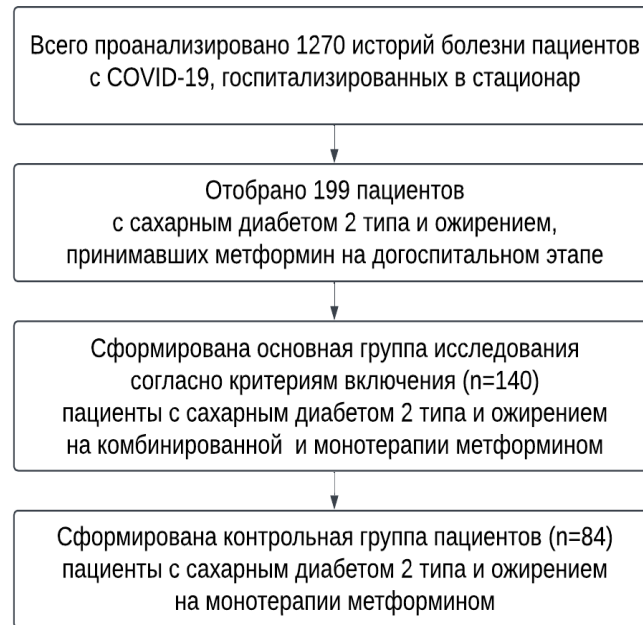 Всего проанализировано 1270 историй болезни пациентов
с COVID-19, госпитализированных в стационар
Отобрано 199 пациентов
с сахарным диабетом 2 типа и ожирением,
принимавших метформин на догоспитальном этапе
Сформирована основная группа исследования
согласно критериям включения (n=140)
пациенты с сахарным диабетом 2 типа и ожирением
на комбинированной и монотерапии метформином
Сформирована контрольная группа пациентов (n=84)
пациенты с сахарным диабетом 2 типа и ожирением
на монотерапии метформином